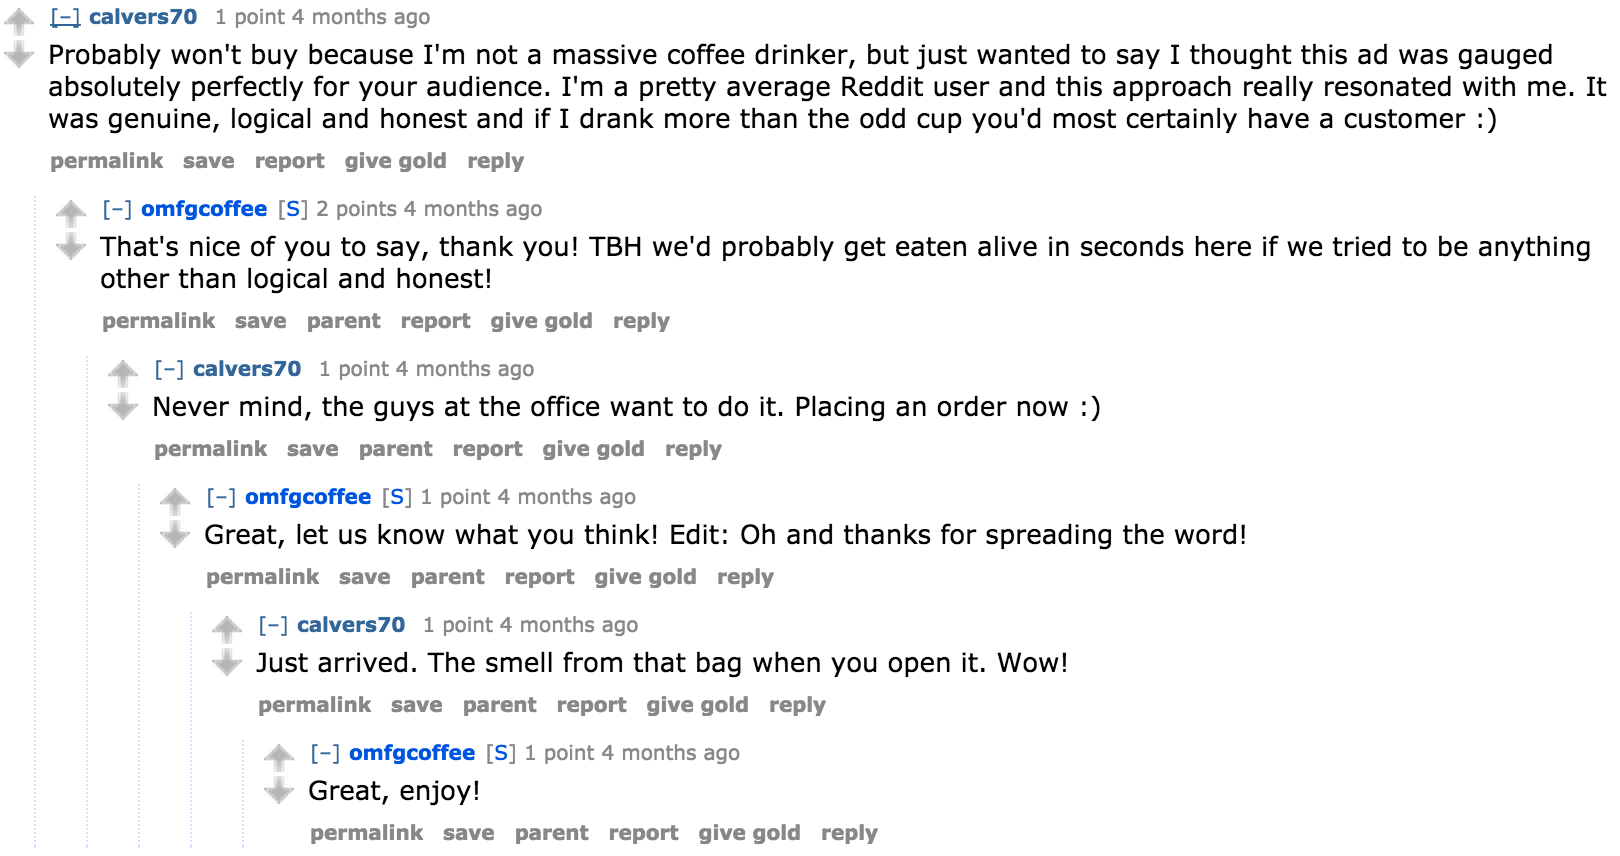 [–] calvers70 1 point 4 months ago
Probably won't buy because I'm not a massive coffee drinker, but just wanted to say I thought this ad was gauged
absolutely perfectly for your audience. I'm a pretty average Reddit user and this approach really resonated with me. It
was genuine, logical and honest and if I drank more than the odd cup you'd most certainly have a customer :)
permalink save report give gold reply
[–] omfgcoffee [S] 2 points 4 months ago
That's nice of you to say, thank you! TBH we'd probably get eaten alive in seconds here if we tried to be anything
other than logical and honest!
permalink save parent report give gold reply
[–] calvers70 1 point 4 months ago
Never mind, the guys at the office want to do it. Placing an order now :)
permalink save parent report give gold reply
[–] omfgcoffee [S] 1 point 4 months ago
Great, let us know what you think! Edit: Oh and thanks for spreading the word!
permalink save parent report give gold reply
[–] calvers70 1 point 4 months ago
Just arrived. The smell from that bag when you open it. Wow!
permalink save parent report give gold reply
[–] omfgcoffee [S] 1 point 4 months ago
Great, enjoy!
permalink save parent report give gold reply